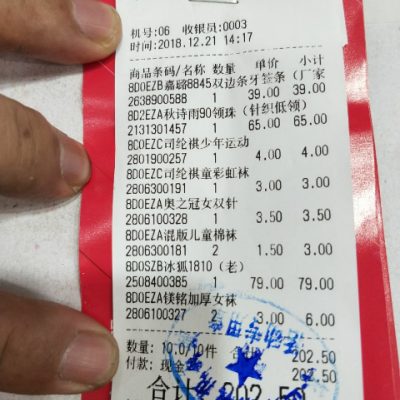 机号:06 收银员:0003
时间:2018.12.21 14:17
商品条码/名称 数量 单价 小计
8D0EZB嘉璐8845双边条牙签条(厂家
2638900588 1 39.00 39.00
8D2EZA秋诗雨90领珠(针织低领)
2131301457 1 65.00 65.00
8C0EZC司纶祺少年运动
2801900257 1 4.00 4.00
8D0EZC司纶祺童彩虹袜
2806300191 1 3.00 3.00
8D0EZA奥之冠女双针
2806100328 1 3.50 3.50
8D0EZA混版儿童棉袜
2806300181 2 1.50 3.00
8D0SZB冰狐1810(老)
2508400385 1 79.00 79.00
8D0EZA镁铭加厚女袜
2806100327 2 3.00 6.00
数量: 10.0/10件 合计 202.50
付款: 现金 202.50
合计 202.5